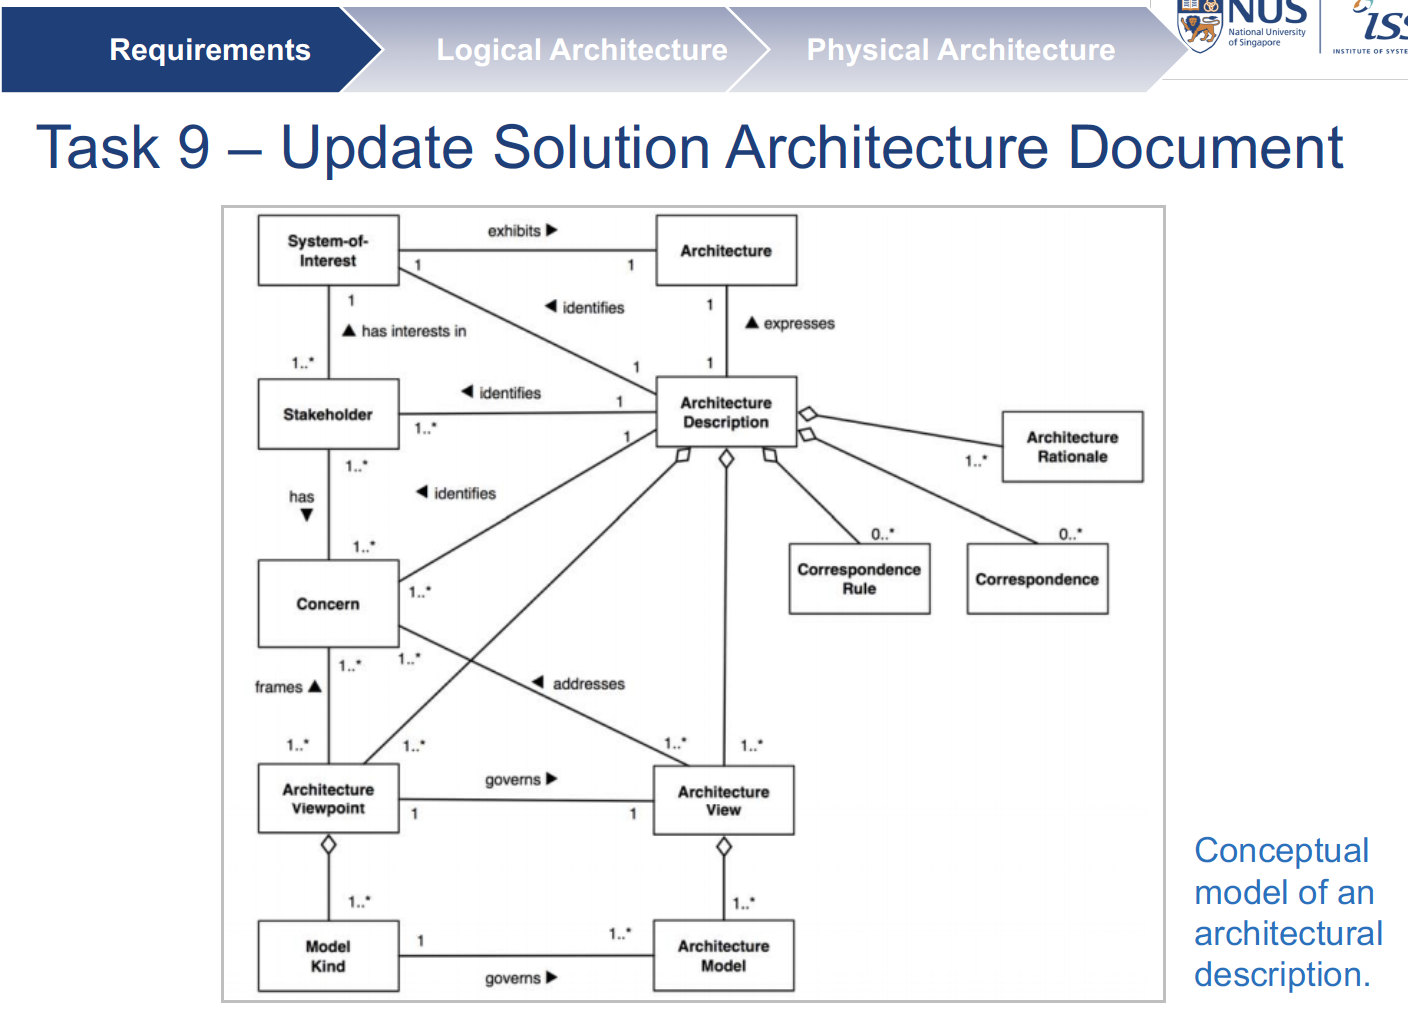 Requirements
Logical Architecture
Physical Architecture
NUS
National University
of Singapore
INSTITUTE OF
Task 9 – Update Solution Architecture Document
System-of-
Interest
exhibits ▶
Architecture
1
1
1
◀ identifies
1
▲ has interests in
▲ expresses
1..*
1
1
Stakeholder
◀ identifies
1
Architecture
Description
1..*
1
Architecture
Rationale
1..*
1..*
has
▼
◀ identifies
0..*
0..*
1..*
Correspondence
Rule
Correspondence
Concern
1..*
1..*
1..*
frames ▲
◀ addresses
1..*
1..*
1..*
1..*
Architecture
Viewpoint
governs ▶
Architecture
View
1
1
1..*
1..*
Model
Kind
1
1..*
governs ▶
Architecture
Model
Conceptual
model of an
architectural
description.